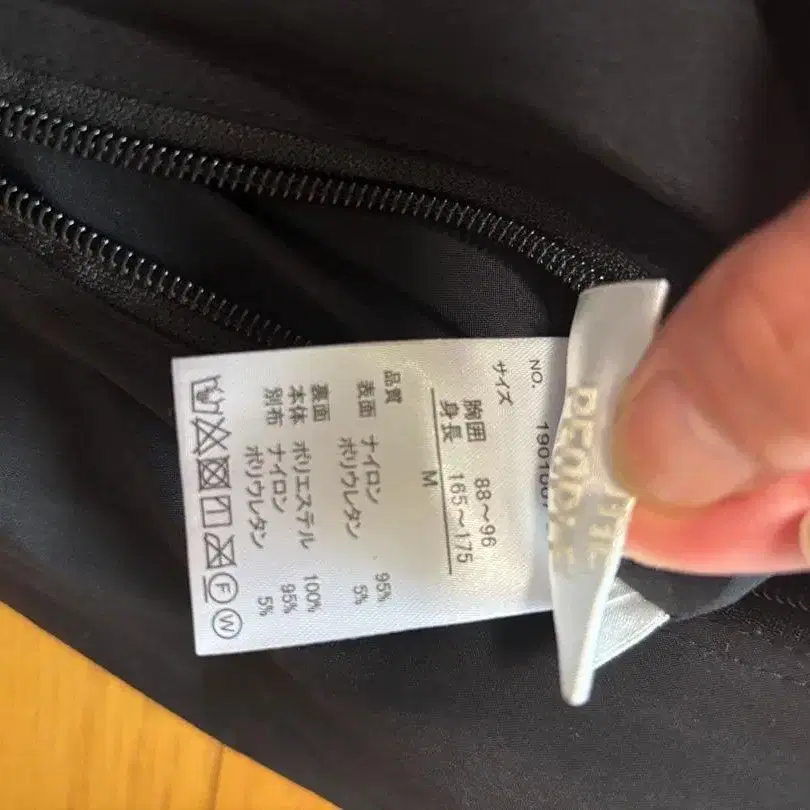 NO. 1901007
サイズ
胸囲 88～96
身長 165～175
M
品質
表面 ナイロン 95%
ポリウレタン 5%
裏面
本体 ポリエステル 100%
別布 ナイロン 95%
ポリウレタン 5%
F W